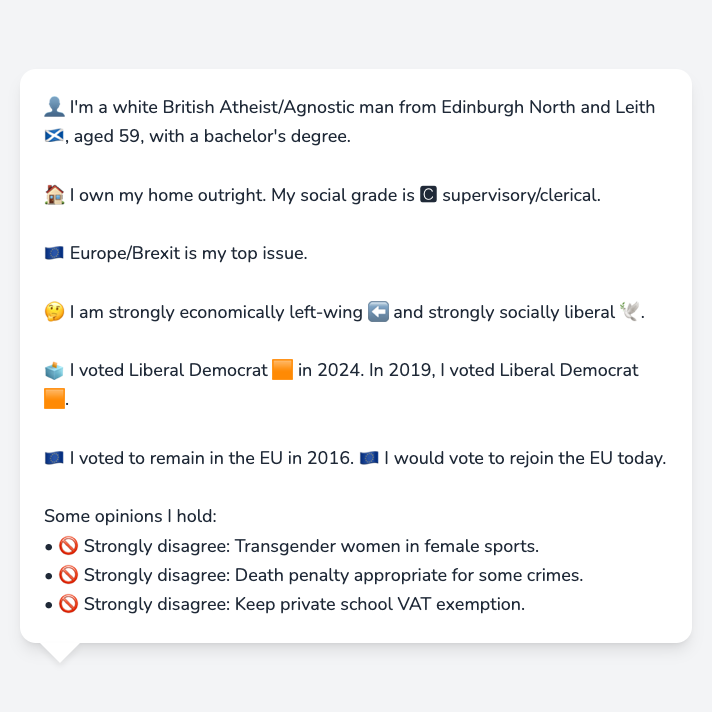 👤 I'm a white British Atheist/Agnostic man from Edinburgh North and Leith
🏴󠁧󠁢󠁳󠁣󠁴󠁿, aged 59, with a bachelor's degree.
🏠 I own my home outright. My social grade is 🅲 supervisory/clerical.
🇪🇺 Europe/Brexit is my top issue.
🤔 I am strongly economically left-wing ⬅️ and strongly socially liberal 🕊️.
🗳️ I voted Liberal Democrat 🟧 in 2024. In 2019, I voted Liberal Democrat
🟧.
🇪🇺 I voted to remain in the EU in 2016. 🇪🇺 I would vote to rejoin the EU today.
Some opinions I hold:
• 🚫 Strongly disagree: Transgender women in female sports.
• 🚫 Strongly disagree: Death penalty appropriate for some crimes.
• 🚫 Strongly disagree: Keep private school VAT exemption.